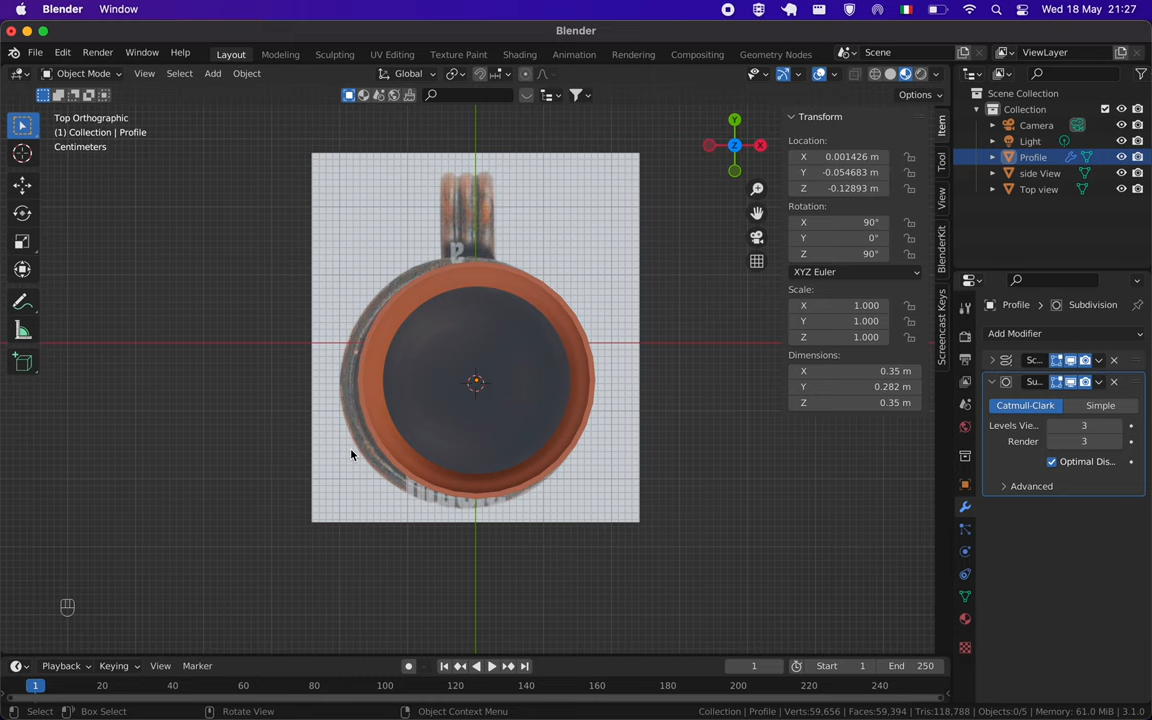 Blender Window Wed 18 May 21:27
Blender
File Edit Render Window Help Layout Modeling Sculpting UV Editing Texture Paint Shading Animation Rendering Compositing Geometry Nodes Scene ViewLayer
Object Mode View Select Add Object Global
Options
Top Orthographic
(1) Collection | Profile
Centimeters
Y
Z
X
Transform
Location:
X 0.001426 m
Y -0.054683 m
Z -0.12893 m
Rotation:
X 90°
Y 0°
Z 90°
XYZ Euler
Scale:
X 1.000
Y 1.000
Z 1.000
Dimensions:
X 0.35 m
Y 0.282 m
Z 0.35 m
Item
Tool
View
BlenderKit
Screencast Keys
Scene Collection
Collection
Camera
Light
Profile
side View
Top view
Profile Subdivision
Add Modifier
Sc...
Su...
Catmull-Clark Simple
Levels Vie... 3
Render 3
Optimal Dis...
Advanced
Playback Keying View Marker 1 Start 1 End 250
1 20 40 60 80 100 120 140 160 180 200 220 240
Select Box Select Rotate View Object Context Menu Collection | Profile | Verts:59,656 | Faces:59,394 | Tris:118,788 | Objects:0/5 | Memory: 61.0 MiB | 3.1.0